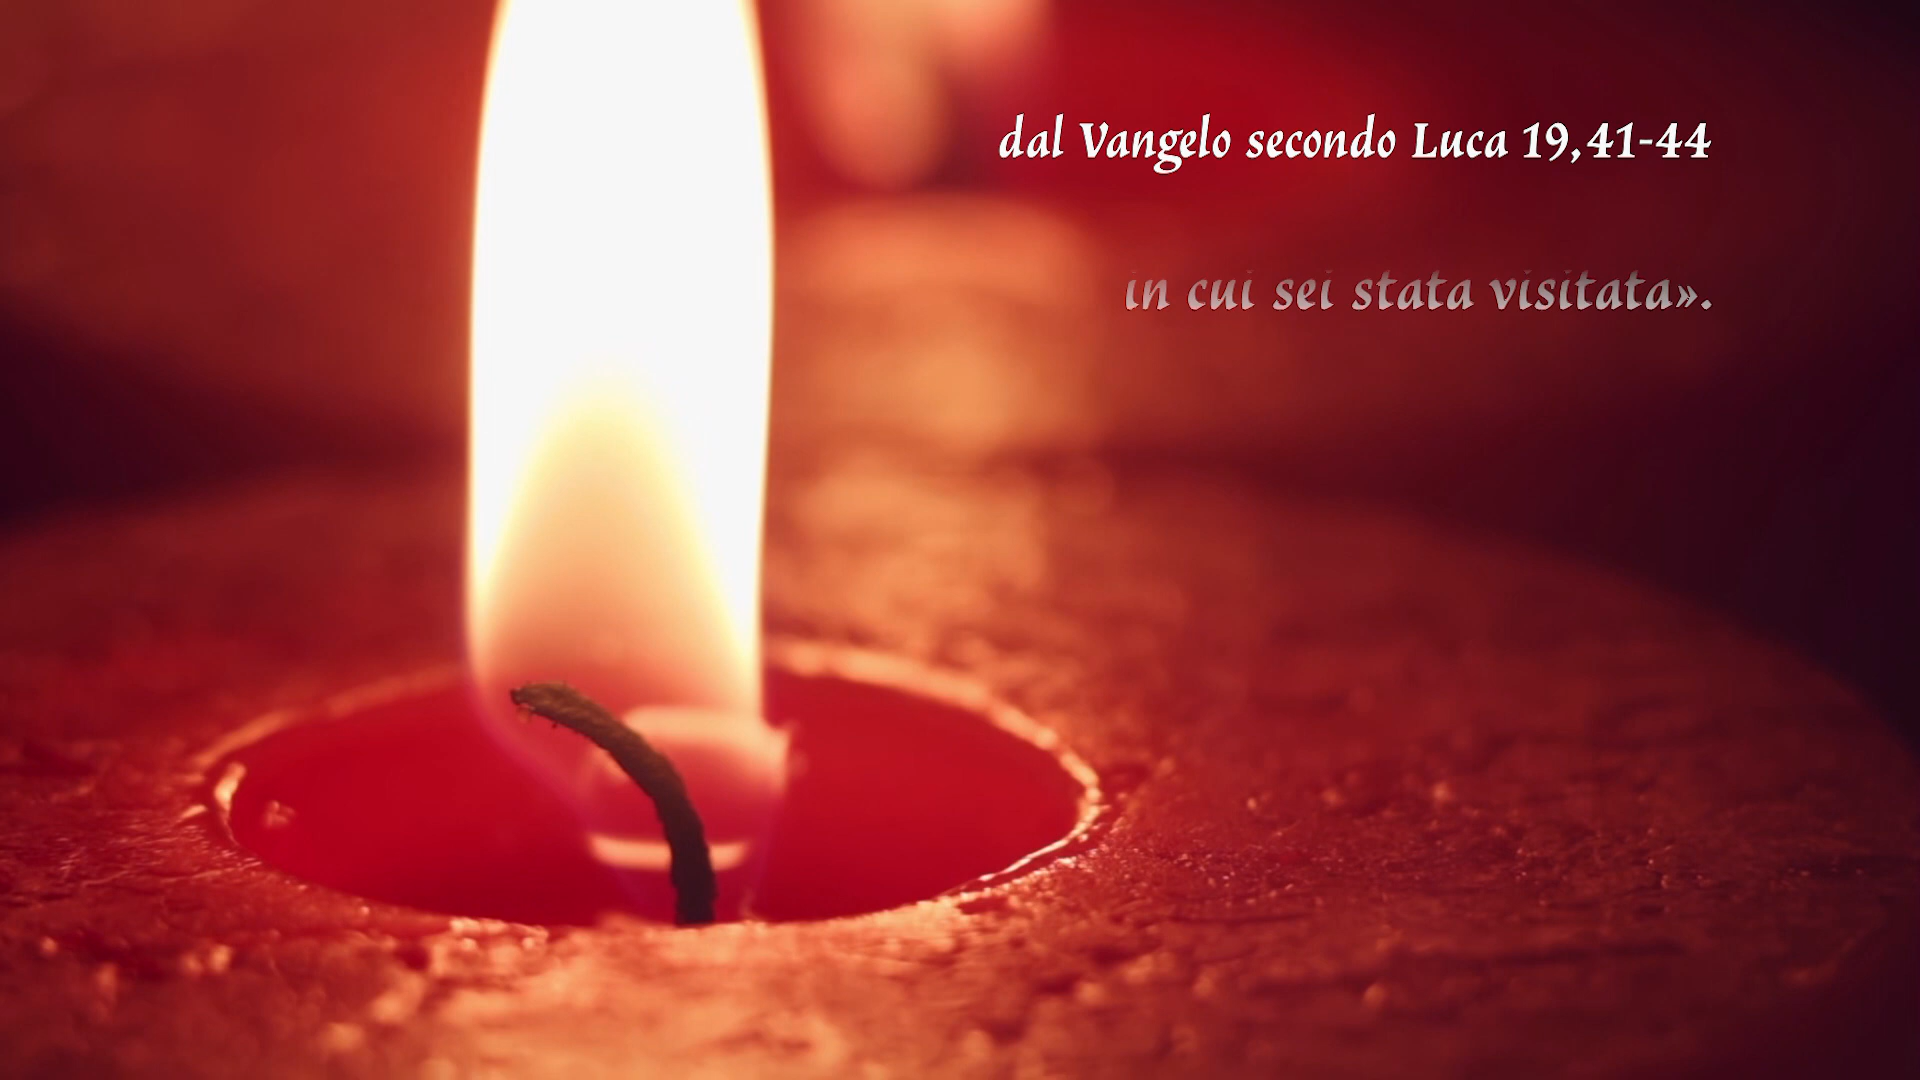 dal Vangelo secondo Luca 19,41-44
in cui sei stata visitata».